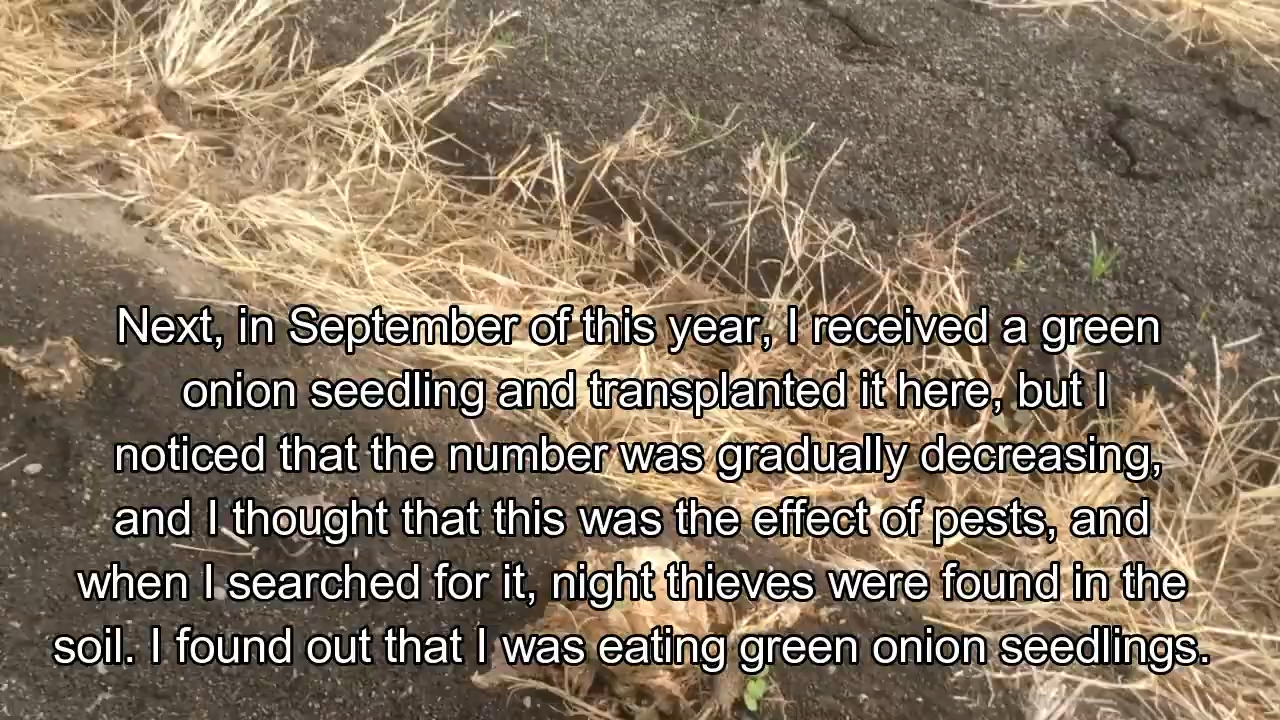 Next, in September of this year, I received a green
onion seedling and transplanted it here, but I
noticed that the number was gradually decreasing,
and I thought that this was the effect of pests, and
when I searched for it, night thieves were found in the
soil. I found out that I was eating green onion seedlings.